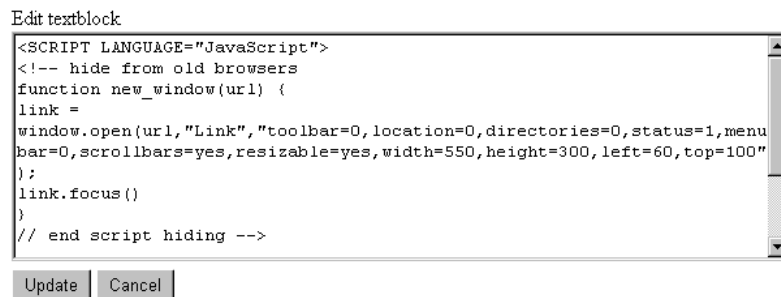 Edit textblock
<SCRIPT LANGUAGE="JavaScript">
<!-- hide from old browsers
function new_window(url) {
link =
window.open(url,"Link","toolbar=0,location=0,directories=0,status=1,menu
bar=0,scrollbars=yes,resizable=yes,width=550,height=300,left=60,top=100"
);
link.focus()
}
// end script hiding -->
Update Cancel